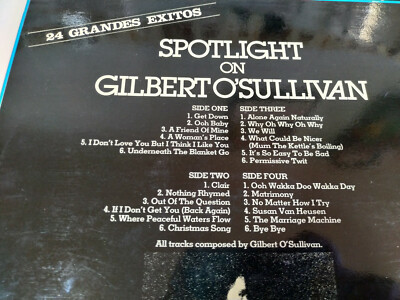 24 GRANDES EXITOS
SPOTLIGHT
ON
GILBERT O'SULLIVAN
SIDE ONE
1. Get Down
2. Ooh Baby
3. A Friend Of Mine
4. A Woman's Place
5. I Don't Love You But I Think I Like You
6. Underneath The Blanket Go
SIDE THREE
1. Alone Again Naturally
2. Why Oh Why Oh Why
3. We Will
4. What Could Be Nicer
(Mum The Kettle's Boiling)
5. It's So Easy To Be Sad
6. Permissive Twit
SIDE TWO
1. Clair
2. Nothing Rhymed
3. Out Of The Question
4. If I Don't Get You (Back Again)
5. Where Peaceful Waters Flow
6. Christmas Song
SIDE FOUR
1. Ooh Wakka Doo Wakka Day
2. Matrimony
3. No Matter How I Try
4. Susan Van Heusen
5. The Marriage Machine
6. Bye Bye
All tracks composed by Gilbert O'Sullivan.